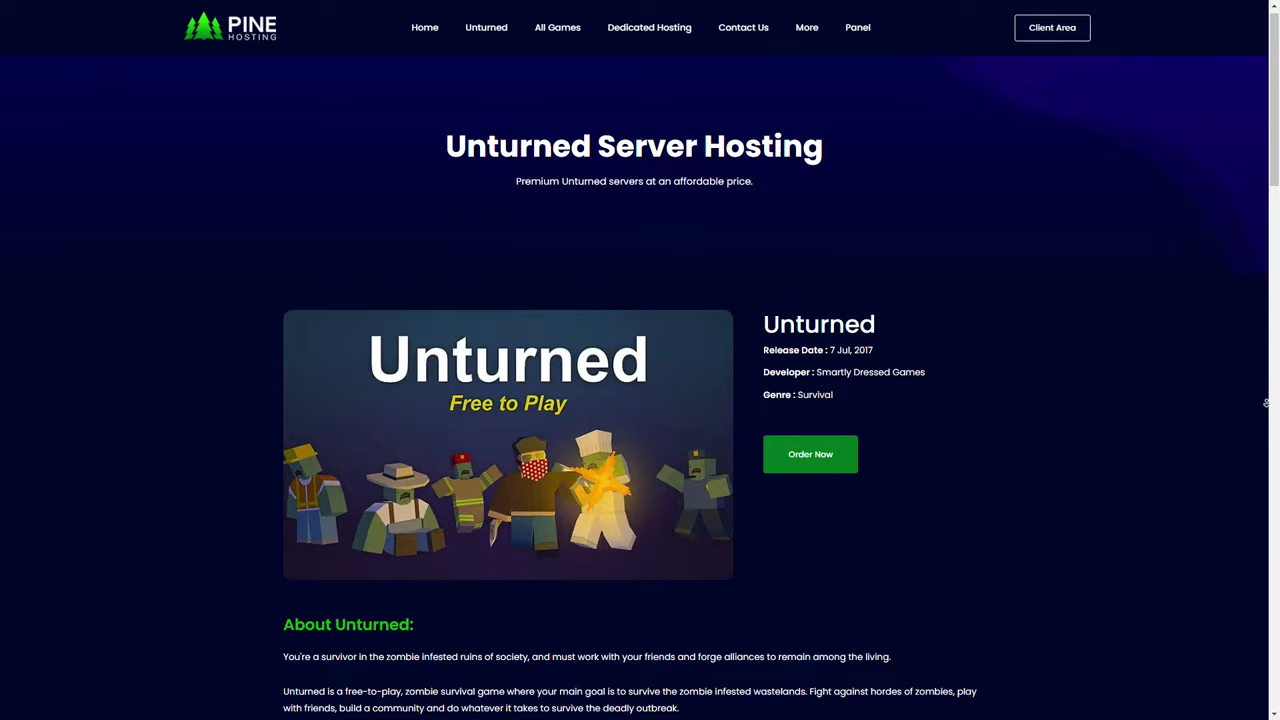 PINE
HOSTING
Home Unturned All Games Dedicated Hosting Contact Us More Panel Client Area
Unturned Server Hosting
Premium Unturned servers at an affordable price.
Unturned
Free to Play
Unturned
Release Date : 7 Jul, 2017
Developer : Smartly Dressed Games
Genre : Survival
Order Now
About Unturned:
You're a survivor in the zombie infested ruins of society, and must work with your friends and forge alliances to remain among the living.
Unturned is a free-to-play, zombie survival game where your main goal is to survive the zombie infested wastelands. Fight against hordes of zombies, play
with friends, build a community and do whatever it takes to survive the deadly outbreak.